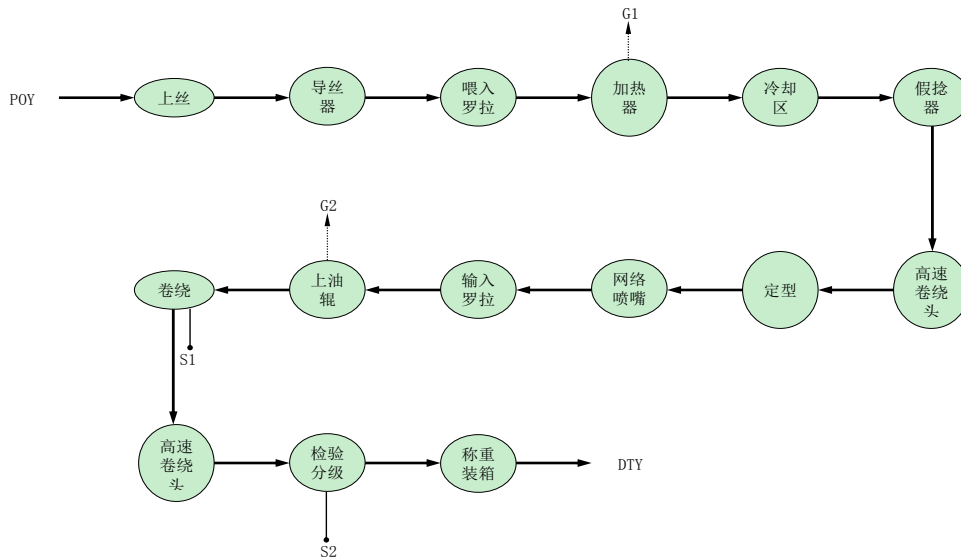 G1
POY
上丝
导丝
器
喂入
罗拉
加热
器
冷却
区
假捻
器
G2
卷绕
上油
辊
输入
罗拉
网络
喷嘴
定型
高速
卷绕
头
S1
高速
卷绕
头
检验
分级
称重
装箱
DTY
S2